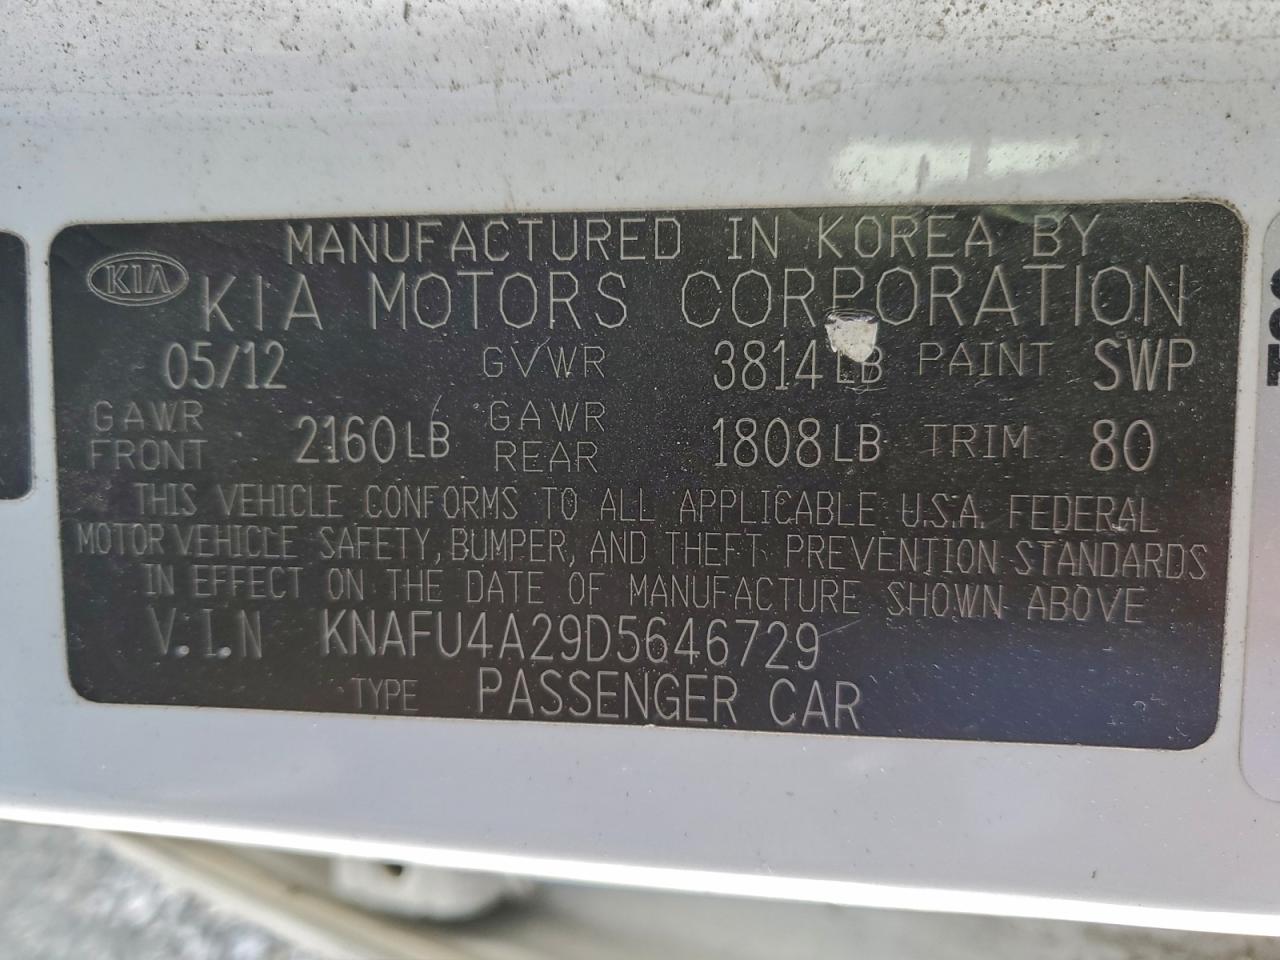 MANUFACTURED IN KOREA BY
KIA KIA MOTORS CORPORATION
05/12 GVWR 3814LB PAINT SWP
GAWR FRONT 2160LB GAWR REAR 1808LB TRIM 80
THIS VEHICLE CONFORMS TO ALL APPLICABLE U.S.A. FEDERAL
MOTOR VEHICLE SAFETY, BUMPER, AND THEFT PREVENTION STANDARDS
IN EFFECT ON THE DATE OF MANUFACTURE SHOWN ABOVE
V.I.N KNAFU4A29D5646729
TYPE PASSENGER CAR